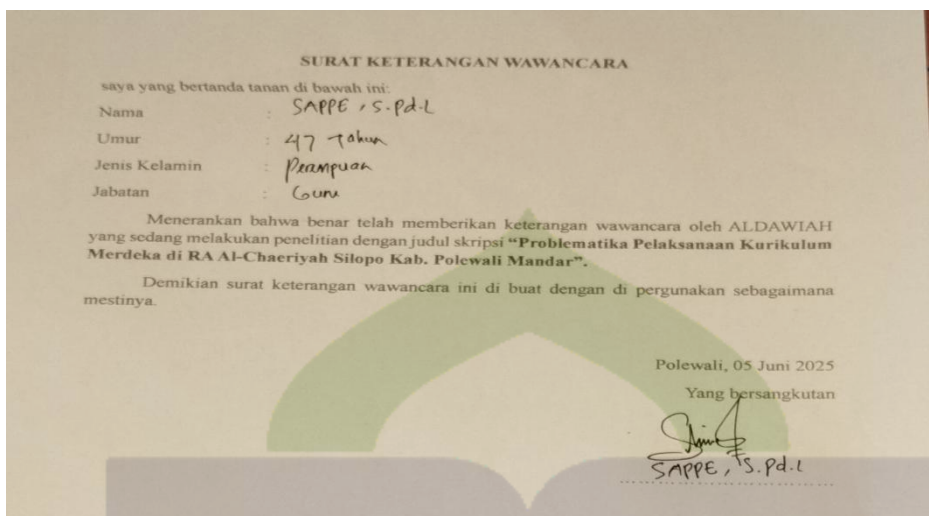 SURAT KETERANGAN WAWANCARA
saya yang bertanda tanan di bawah ini:
Nama : SAPPE, S.Pd.I
Umur : 47 Tahun
Jenis Kelamin : Perampuan
Jabatan : Guru
Menerankan bahwa benar telah memberikan keterangan wawancara oleh ALDAWIAH
yang sedang melakukan penelitian dengan judul skripsi “Problematika Pelaksanaan Kurikulum
Merdeka di RA Al-Chaeriyah Silopo Kab. Polewali Mandar”.
Demikian surat keterangan wawancara ini di buat dengan di pergunakan sebagaimana
mestinya.
Polewali, 05 Juni 2025
Yang bersangkutan
SAPPE, S.Pd.I